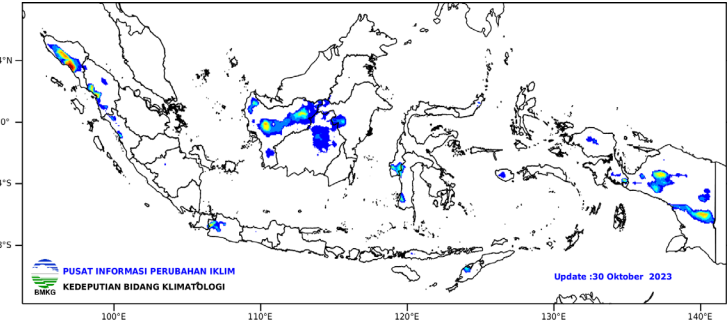 4°N
0°
4°S
8°S
PUSAT INFORMASI PERUBAHAN IKLIM
KEDEPUTIAN BIDANG KLIMATOLOGI
BMKG
Update :30 Oktober 2023
100°E
110°E
120°E
130°E
140°E